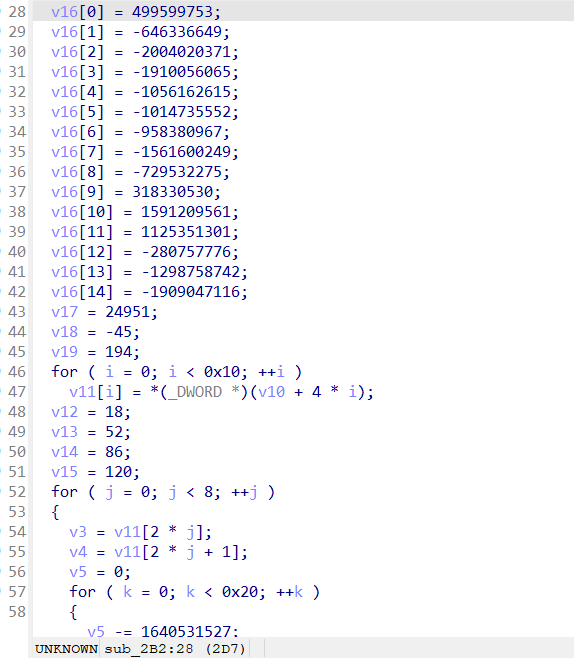 28 v16[0] = 499599753;
29 v16[1] = -646336649;
30 v16[2] = -2004020371;
31 v16[3] = -1910056065;
32 v16[4] = -1056162615;
33 v16[5] = -1014735552;
34 v16[6] = -958380967;
35 v16[7] = -1561600249;
36 v16[8] = -729532275;
37 v16[9] = 318330530;
38 v16[10] = 1591209561;
39 v16[11] = 1125351301;
40 v16[12] = -280757776;
41 v16[13] = -1298758742;
42 v16[14] = -1909047116;
43 v17 = 24951;
44 v18 = -45;
45 v19 = 194;
46 for ( i = 0; i < 0x10; ++i )
47 v11[i] = *(_DWORD *)(v10 + 4 * i);
48 v12 = 18;
49 v13 = 52;
50 v14 = 86;
51 v15 = 120;
52 for ( j = 0; j < 8; ++j )
53 {
54 v3 = v11[2 * j];
55 v4 = v11[2 * j + 1];
56 v5 = 0;
57 for ( k = 0; k < 0x20; ++k )
58 {
v5 -= 1640531527;
UNKNOWN sub_2B2:28 (2D7)